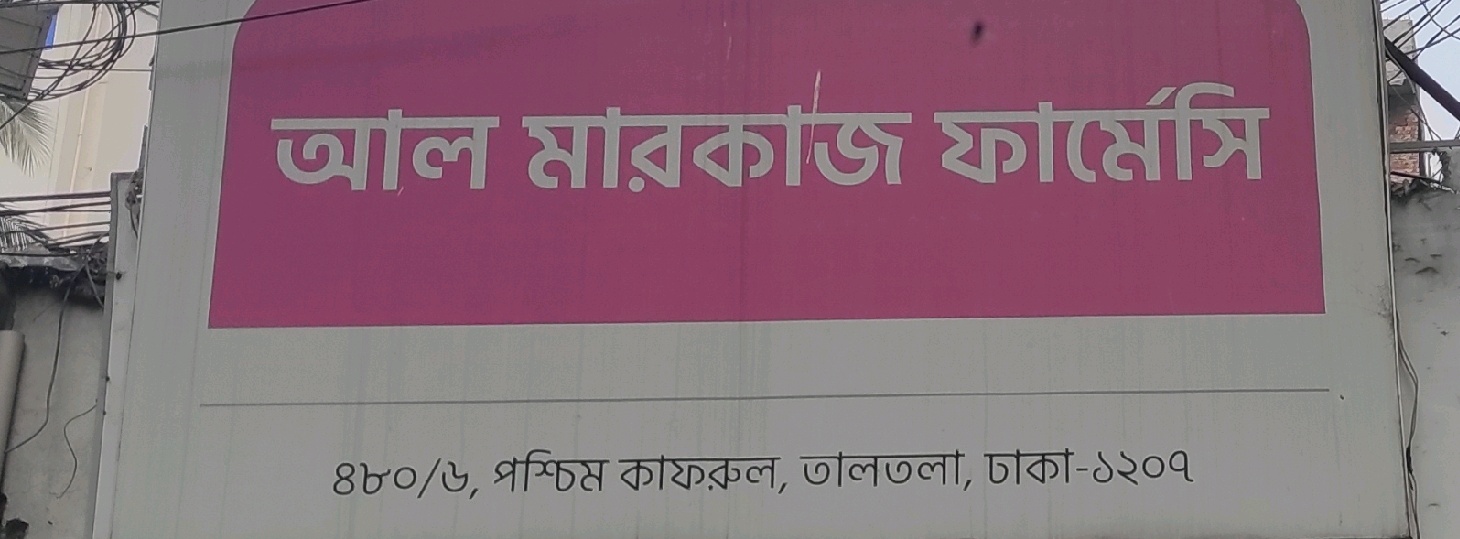 আল মারকাজ ফার্মেসি
৪৮০/৬, পশ্চিম কাফরুল, তালতলা, ঢাকা-১২০৭